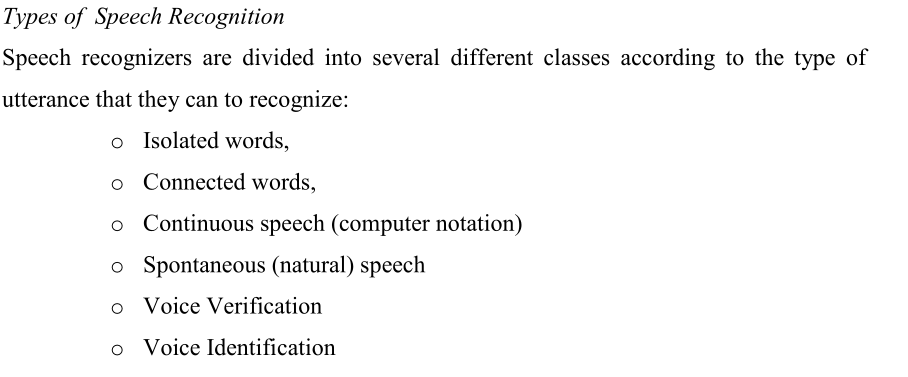 Types of Speech Recognition
Speech recognizers are divided into several different classes according to the type of
utterance that they can to recognize:
o Isolated words,
o Connected words,
o Continuous speech (computer notation)
o Spontaneous (natural) speech
o Voice Verification
o Voice Identification